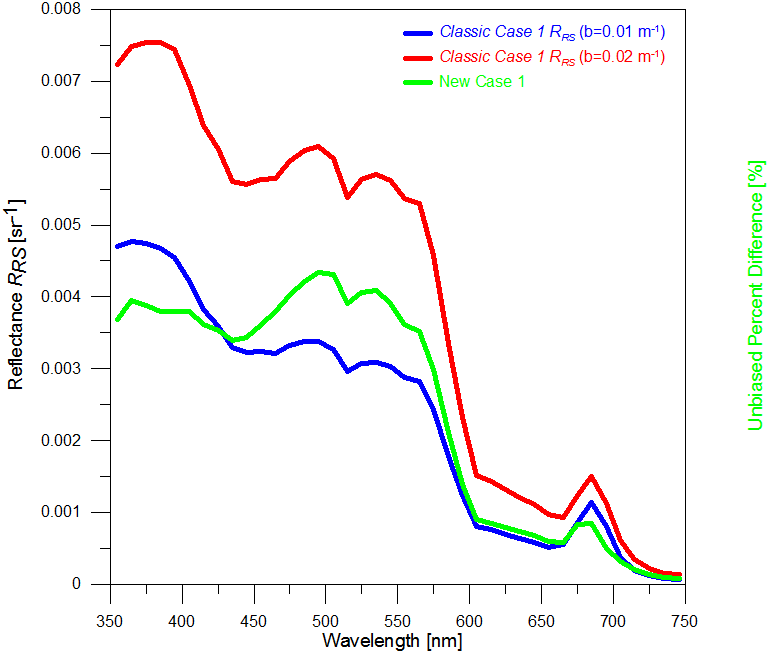 0.008
0.007
0.006
0.005
0.004
0.003
0.002
0.001
0
Reflectance RRS [sr-1]
Classic Case 1 RRS (b=0.01 m-1)
Classic Case 1 RRS (b=0.02 m-1)
New Case 1
Unbiased Percent Difference [%]
350 400 450 500 550 600 650 700 750
Wavelength [nm]